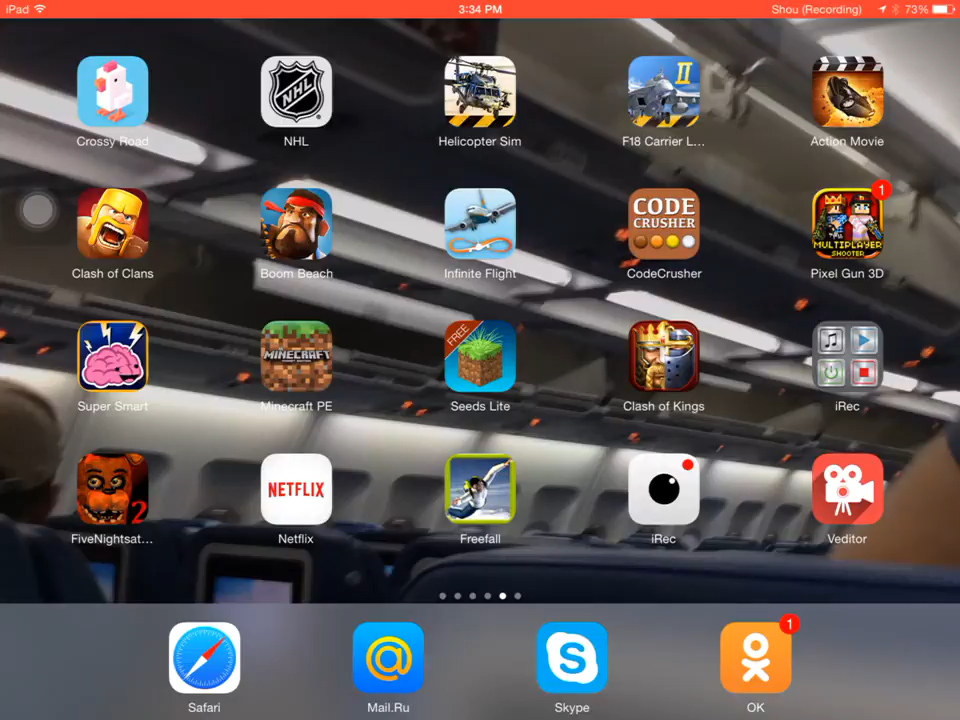 iPad 3:34 PM Shou (Recording) 73%
NHL II
Crossy Road NHL Helicopter Sim F18 Carrier L... Action Movie
CODE CRUSHER 1 MULTIPLAYER SHOOTER
Clash of Clans Boom Beach Infinite Flight CodeCrusher Pixel Gun 3D
MINECRAFT FREE
Super Smart Minecraft PE Seeds Lite Clash of Kings iRec
2 NETFLIX
FiveNightsat... Netflix Freefall iRec Veditor
1
Safari Mail.Ru Skype OK